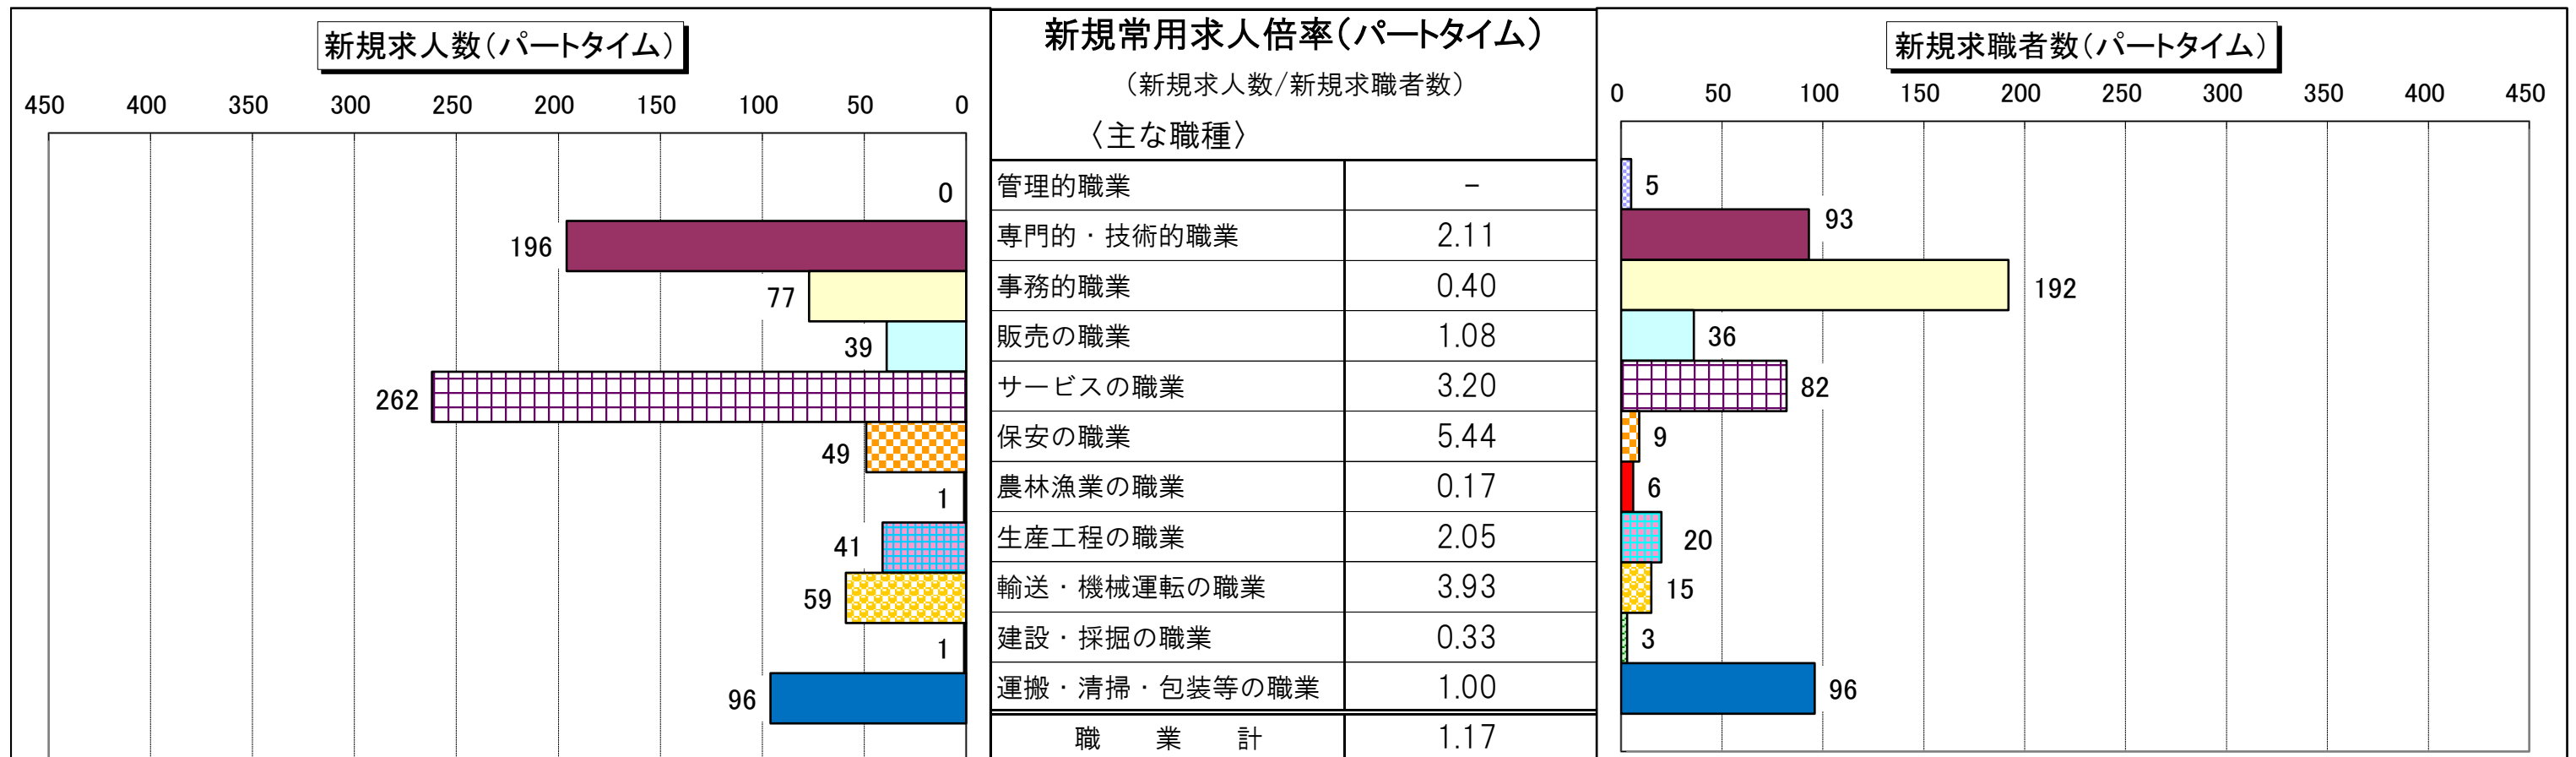 新規求人数(パートタイム)
450 400 350 300 250 200 150 100 50 0
0
196
77
39
262
49
1
41
59
1
96
新規常用求人倍率(パートタイム)
(新規求人数/新規求職者数)
〈主な職種〉
管理的職業 -
専門的・技術的職業 2.11
事務的職業 0.40
販売の職業 1.08
サービスの職業 3.20
保安の職業 5.44
農林漁業の職業 0.17
生産工程の職業 2.05
輸送・機械運転の職業 3.93
建設・採掘の職業 0.33
運搬・清掃・包装等の職業 1.00
職 業 計 1.17
新規求職者数(パートタイム)
0 50 100 150 200 250 300 350 400 450
5
93
192
36
82
9
6
20
15
3
96